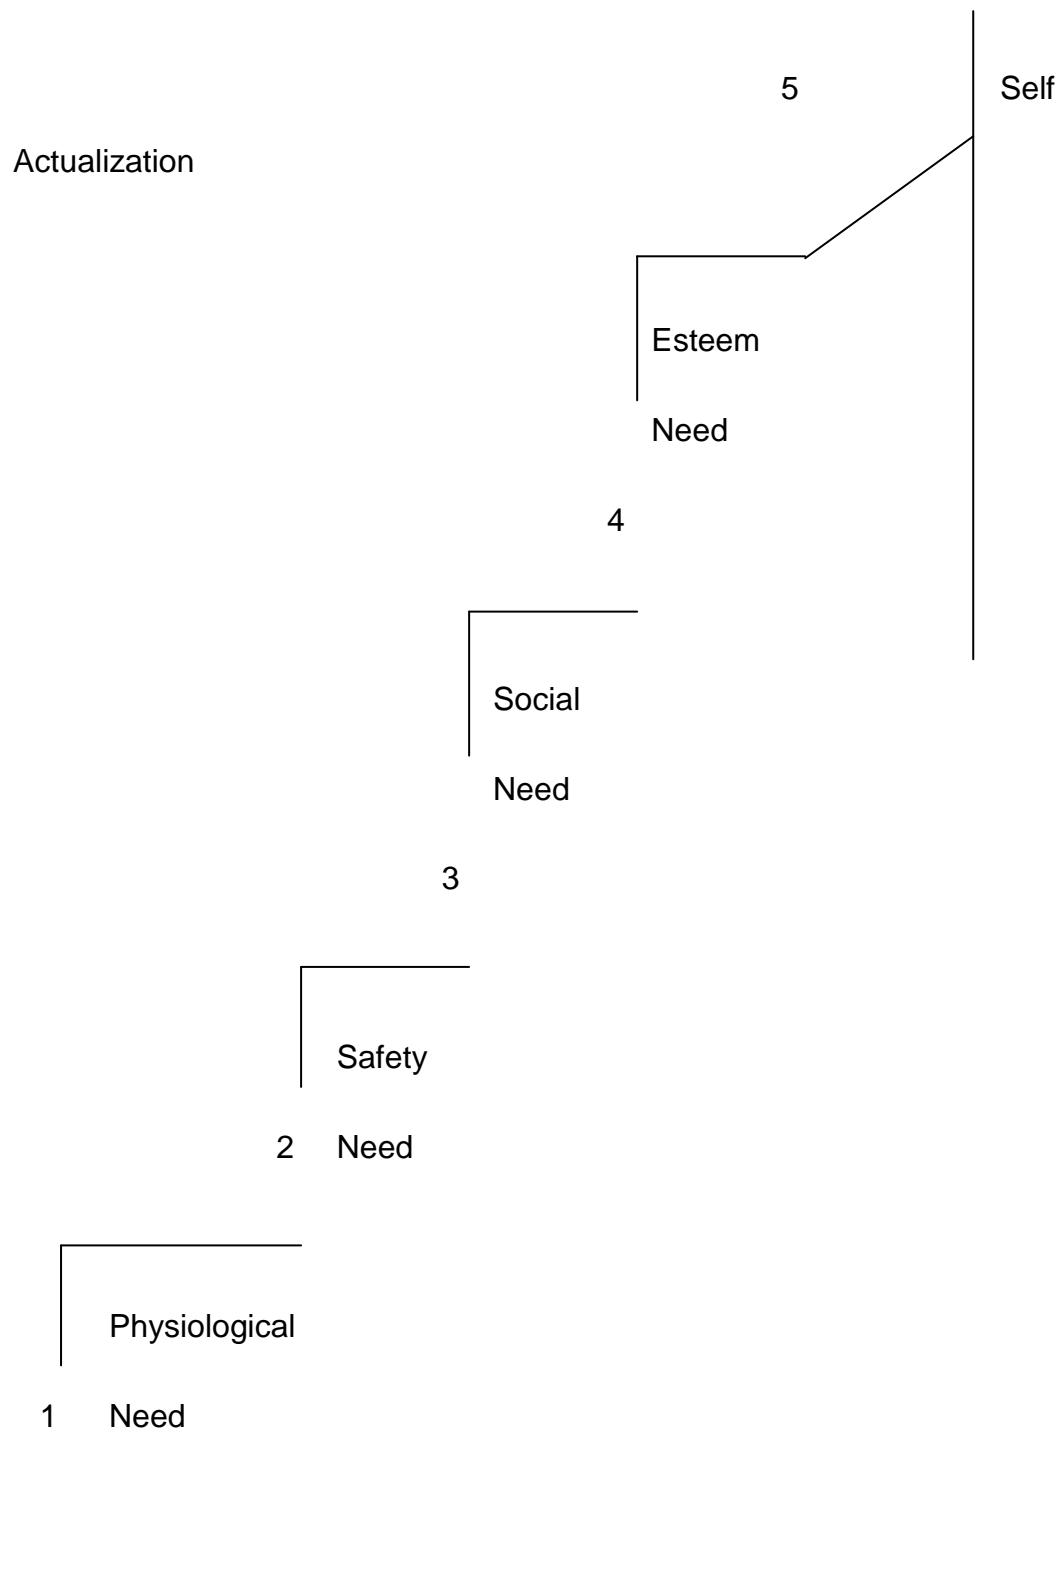 5 Self
Actualization
Esteem
Need
4
Social
Need
3
Safety
2 Need
Physiological
1 Need